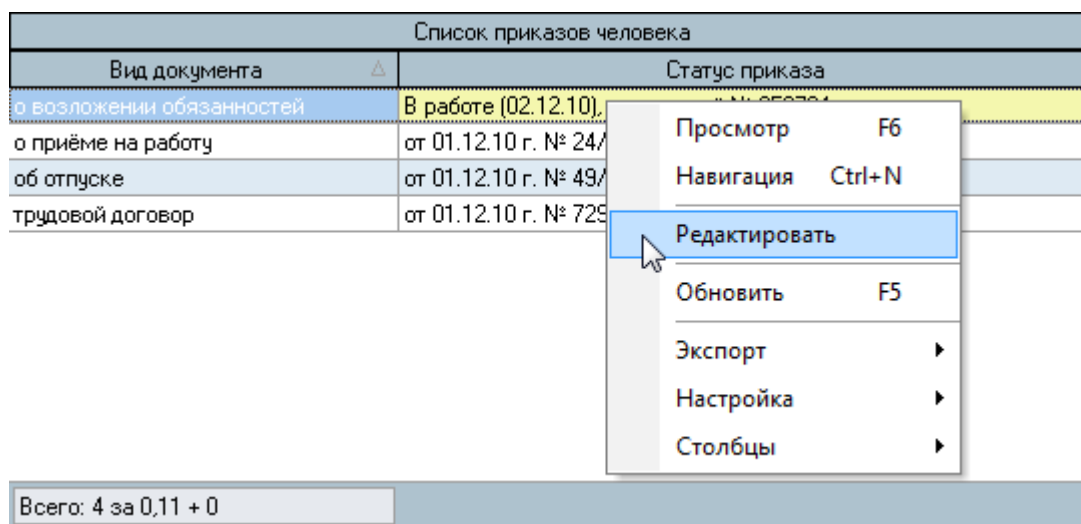 Список приказов человека
Вид документа
Статус приказа
о возложении обязанностей
В работе (02.12.10),
о приёме на работу
от 01.12.10 г. № 24/
об отпуске
от 01.12.10 г. № 49/
трудовой договор
от 01.12.10 г. № 729
Просмотр F6
Навигация Ctrl+N
Редактировать
Обновить F5
Экспорт
Настройка
Столбцы
Всего: 4 за 0,11 + 0